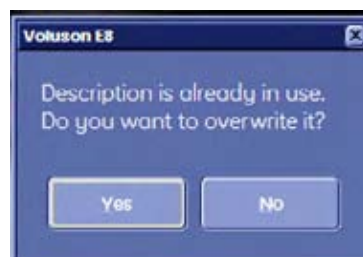 Voluson E8
Description is already in use.
Do you want to overwrite it?
Yes
No